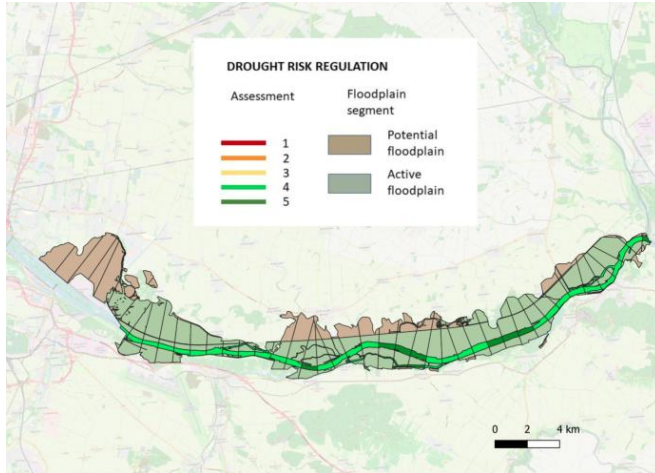 DROUGHT RISK REGULATION
Assessment
Floodplain
segment
1
2
3
4
5
Potential
floodplain
Active
floodplain
0 2 4 km